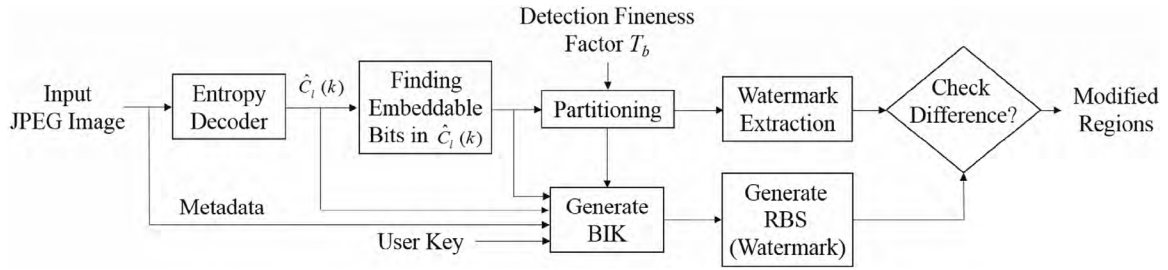 Detection Fineness
Factor T_b
Input
JPEG Image
Entropy
Decoder
Ĉ_l (k)
Finding
Embeddable
Bits in Ĉ_l (k)
Partitioning
Watermark
Extraction
Check
Difference?
Modified
Regions
Metadata
User Key
Generate
BIK
Generate
RBS
(Watermark)